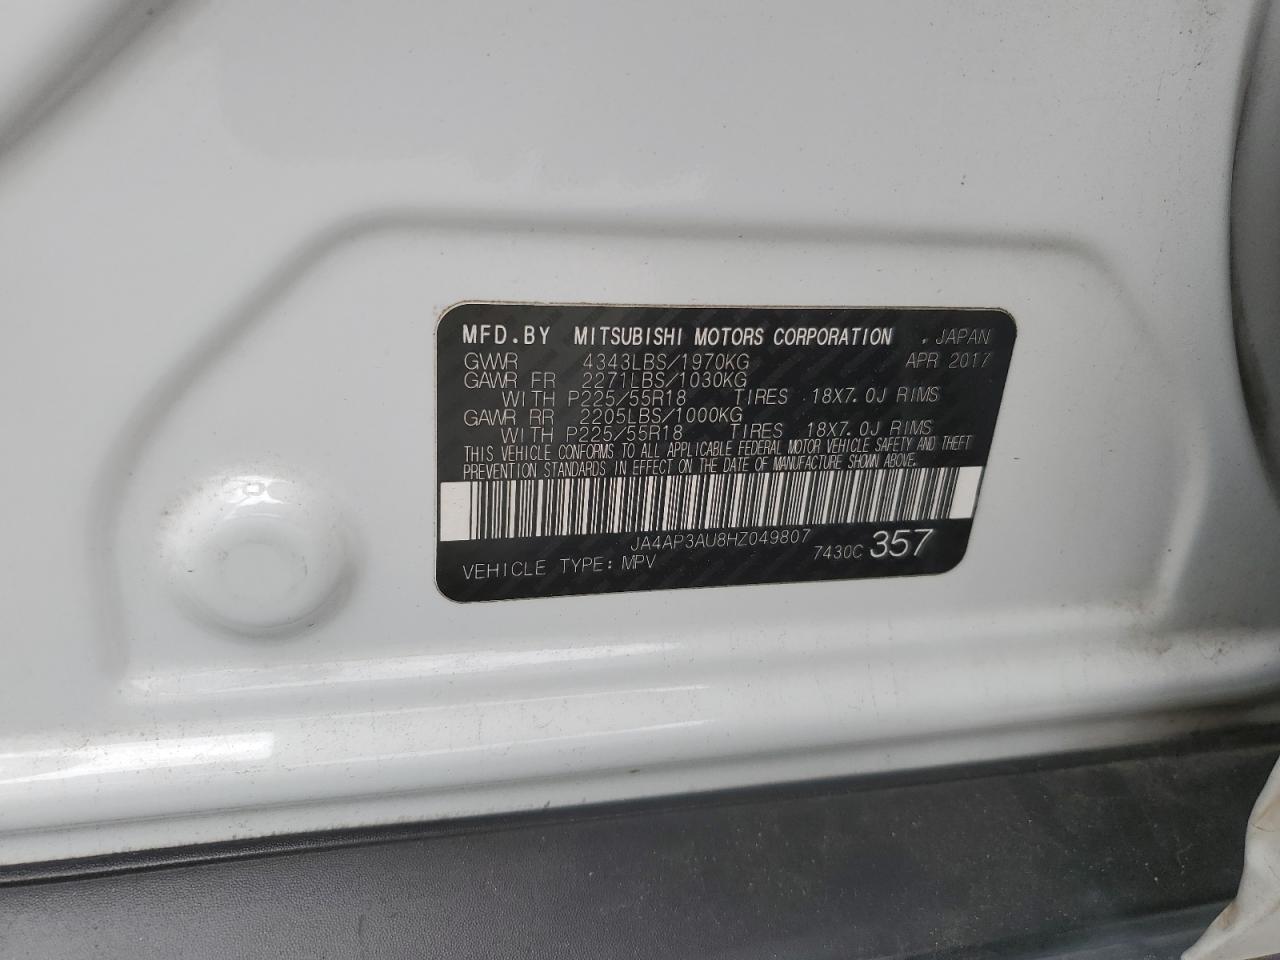 MFD.BY MITSUBISHI MOTORS CORPORATION , JAPAN
GVWR 4343LBS/1970KG APR 2017
GAWR FR 2271LBS/1030KG
WITH P225/55R18 TIRES 18X7.0J RIMS
GAWR RR 2205LBS/1000KG
WITH P225/55R18 TIRES 18X7.0J RIMS
THIS VEHICLE CONFORMS TO ALL APPLICABLE FEDERAL MOTOR VEHICLE SAFETY AND THEFT
PREVENTION STANDARDS IN EFFECT ON THE DATE OF MANUFACTURE SHOWN ABOVE.
JA4AP3AU8HZ049807
VEHICLE TYPE: MPV 7430C 357